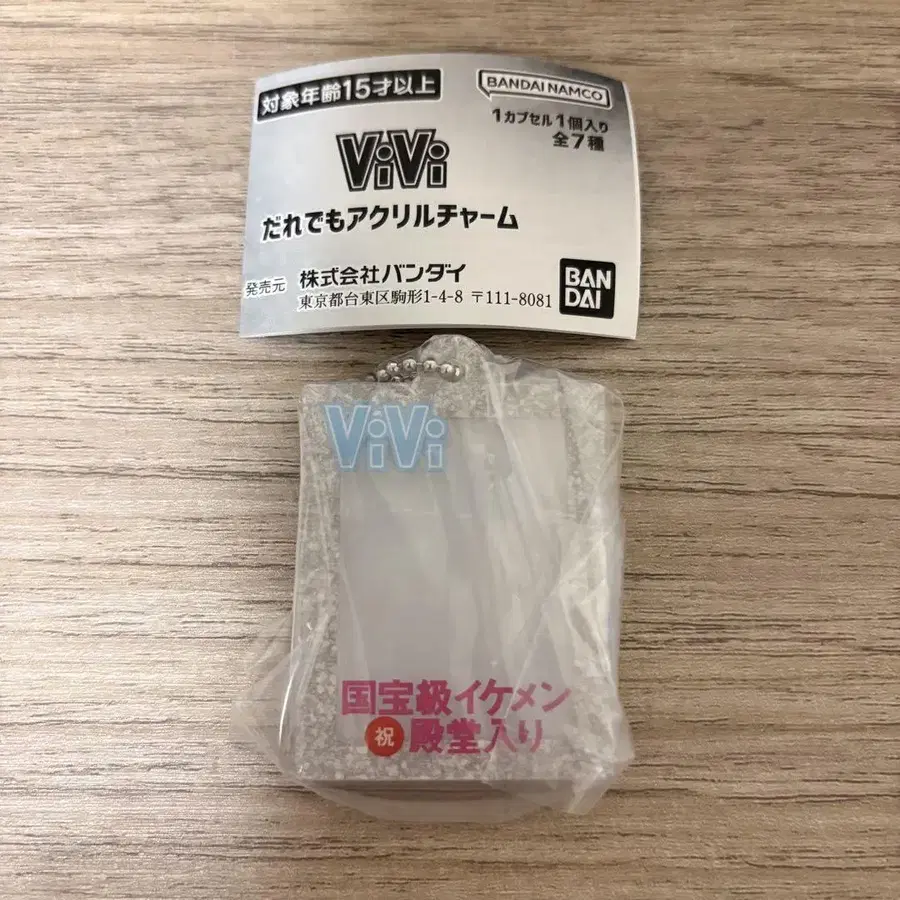 対象年齢15才以上
BANDAI NAMCO
1カプセル1個入り
全7種
ViVi
だれでもアクリルチャーム
発売元 株式会社バンダイ
東京都台東区駒形1-4-8 〒111-8081
BAN
DAI
ViVi
国宝級イケメン
祝 殿堂入り